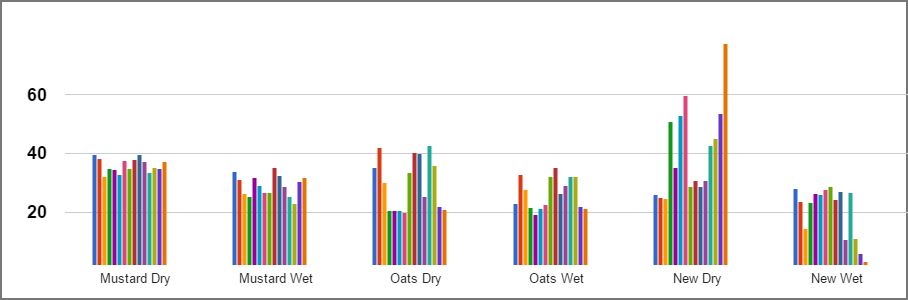 60
40
20
Mustard Dry
Mustard Wet
Oats Dry
Oats Wet
New Dry
New Wet